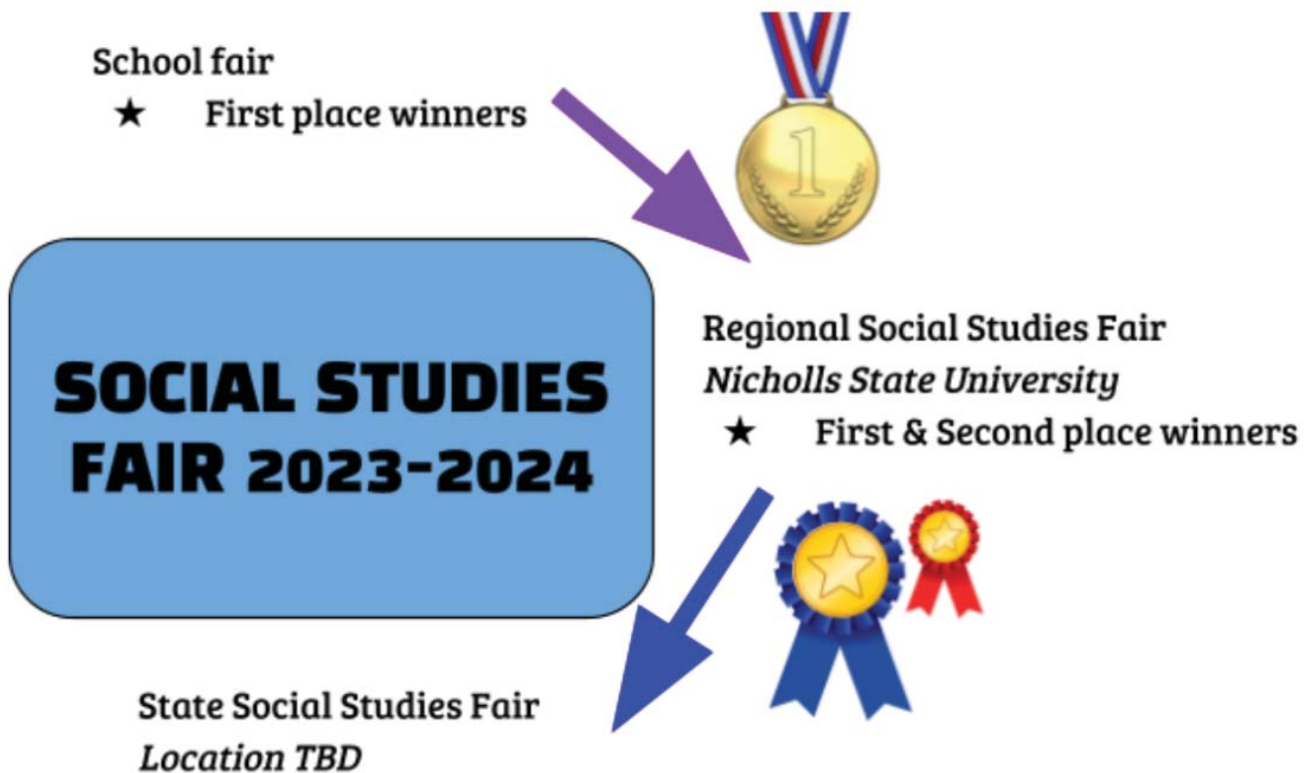 School fair
★ First place winners
1
SOCIAL STUDIES
FAIR 2023-2024
Regional Social Studies Fair
Nicholls State University
★ First & Second place winners
State Social Studies Fair
Location TBD